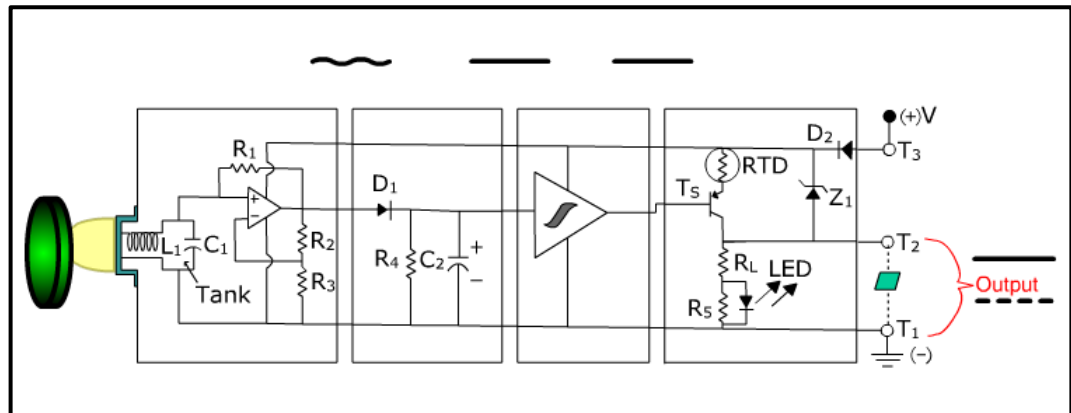 (+)V
D₂
T₃
R₁
RTD
D₁
Tₛ
Z₁
+
−
L₁
C₁
R₂
T₂
R₄
C₂
+
−
R_L
LED
Output
Tank
R₃
R₅
T₁
(−)